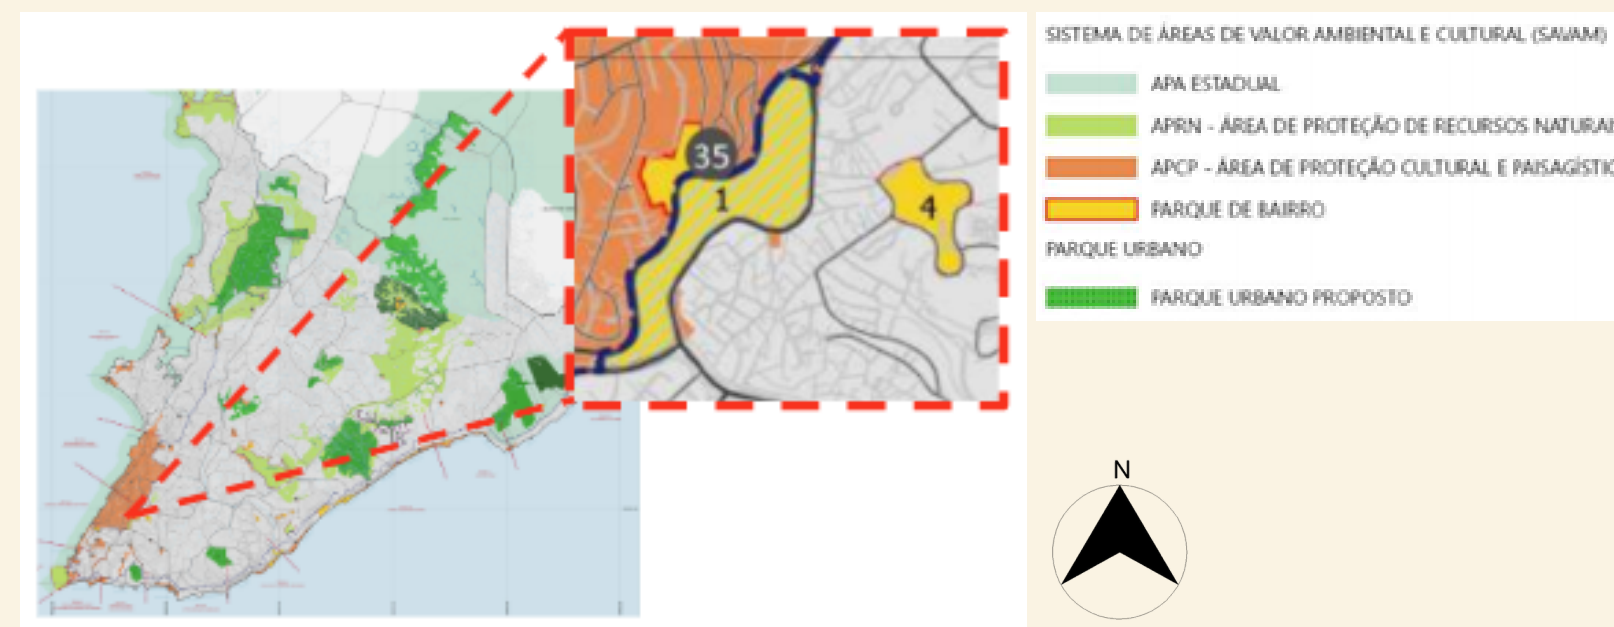 35
1
4
SISTEMA DE ÁREAS DE VALOR AMBIENTAL E CULTURAL (SAVAM)
APA ESTADUAL
APRN - ÁREA DE PROTEÇÃO DE RECURSOS NATURAI
APCP - ÁREA DE PROTEÇÃO CULTURAL E PAISAGÍSTIC
PARQUE DE BAIRRO
PARQUE URBANO
PARQUE URBANO PROPOSTO
N